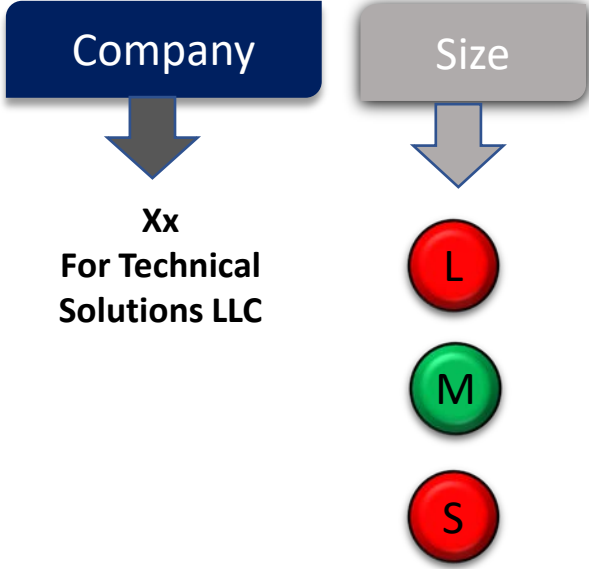 Company
Size
Xx
For Technical
Solutions LLC
L
M
S